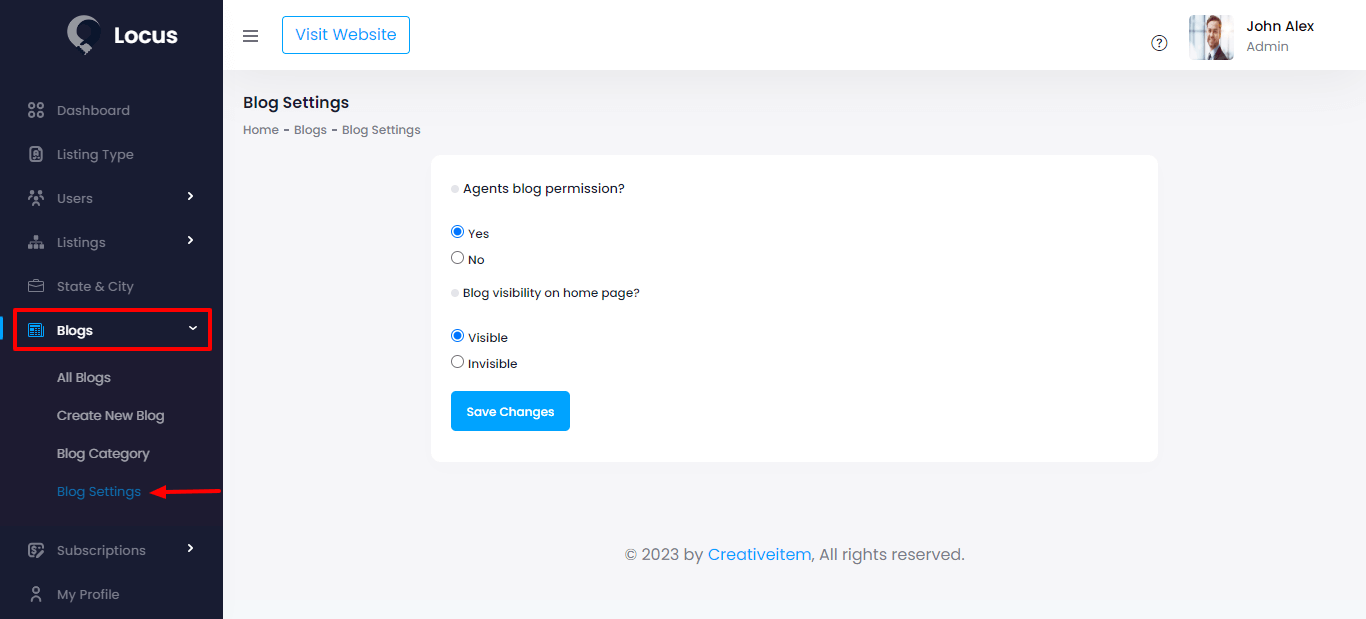 Locus
Visit Website
John Alex
Admin
Dashboard
Listing Type
Users
Listings
State & City
Blogs
All Blogs
Create New Blog
Blog Category
Blog Settings
Subscriptions
My Profile
Blog Settings
Home - Blogs - Blog Settings
Agents blog permission?
Yes
No
Blog visibility on home page?
Visible
Invisible
Save Changes
© 2023 by Creativeitem, All rights reserved.